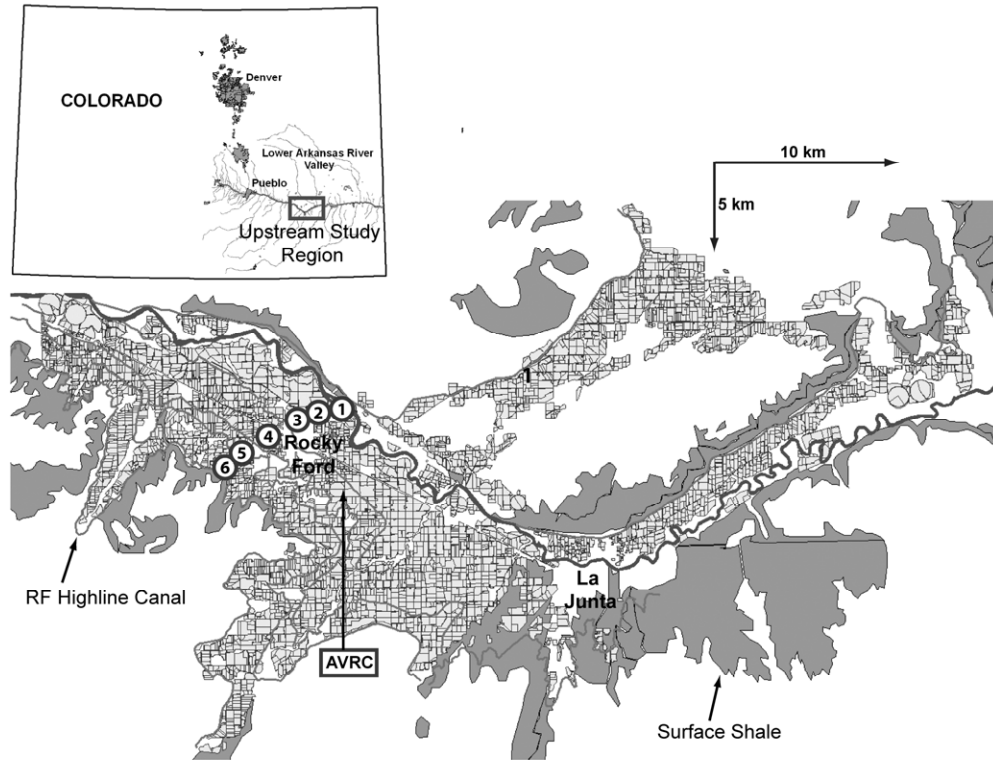 Denver
COLORADO
Lower Arkansas River
Valley
Pueblo
Upstream Study
Region
10 km
5 km
1
1
2
3
4
5
6
Rocky
Ford
La
Junta
RF Highline Canal
AVRC
Surface Shale